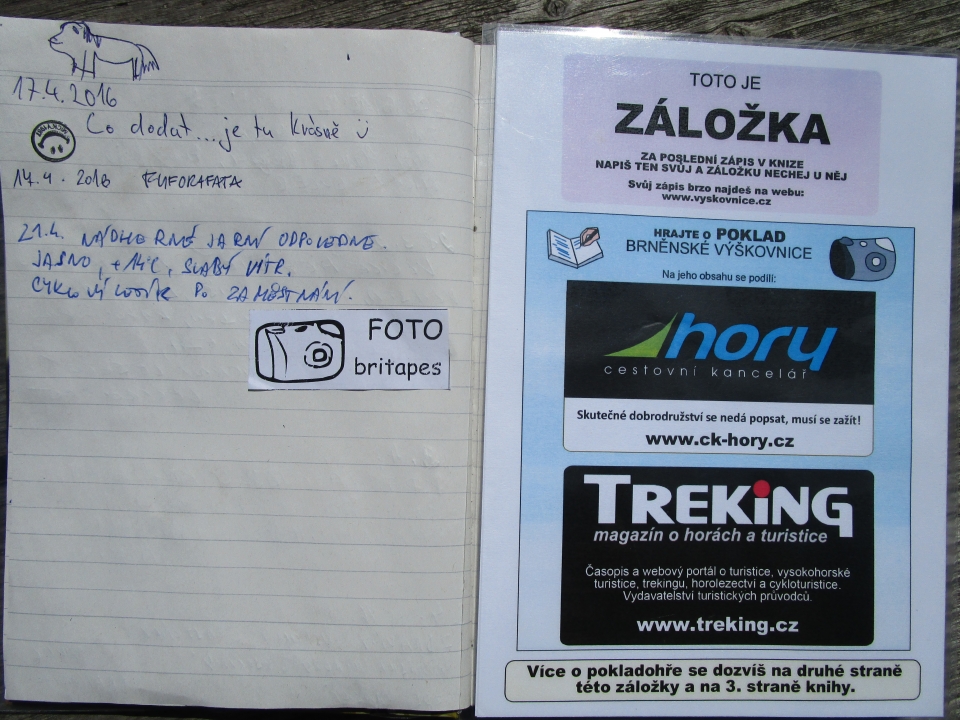 17.4.2016
Co dodat...je tu krásně
17.4.2016
21.4. NÁDHERNÉ JARNÍ ODPOLEDNE.
JASNO, +14°C, SLABÝ VÍTR.
PO ZAMĚSTNÁNÍ.
FOTO
britapes
TOTO JE
ZÁLOŽKA
ZA POSLEDNÍ ZÁPIS V KNIZE
NAPIŠ TEN SVŮJ A ZÁLOŽKU NECHEJ U NĚJ
Svůj zápis brzo najdeš na webu:
www.vyskovnice.cz
HRAJTE o POKLAD
BRNĚNSKÉ VÝŠKOVNICE
Na jeho obsahu se podílí:
hory
cestovní kancelář
Skutečné dobrodružství se nedá popsat, musí se zažít!
www.ck-hory.cz
TREKiNG
magazín o horách a turistice
Časopis a webový portál o turistice, vysokohorské
turistice, trekingu, horolezectví a cykloturistice.
Vydavatelství turistických průvodců.
www.treking.cz
Více o pokladohře se dozvíš na druhé straně
této záložky a na 3. straně knihy.